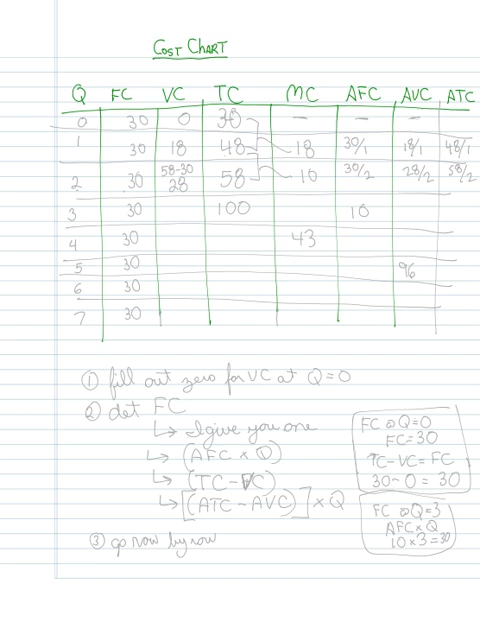 COST CHART
Q FC VC TC MC AFC AVC ATC
0 30 0 30 - - -
1 30 18 48 18 30/1 18/1 48/1
58-30
2 30 28 58 10 30/2 28/2 58/2
3 30 100 10
4 30 43
5 30 96
6 30
7 30
① fill out zero for VC at Q=0
② det FC
↳ I give you one
↳ (AFC x Q)
↳ (TC - VC)
↳ [(ATC - AVC)] x Q
③ go row by row
FC @ Q=0
FC=30
TC-VC=FC
30-0=30
FC @ Q=3
AFC x Q
10 x 3 = 30